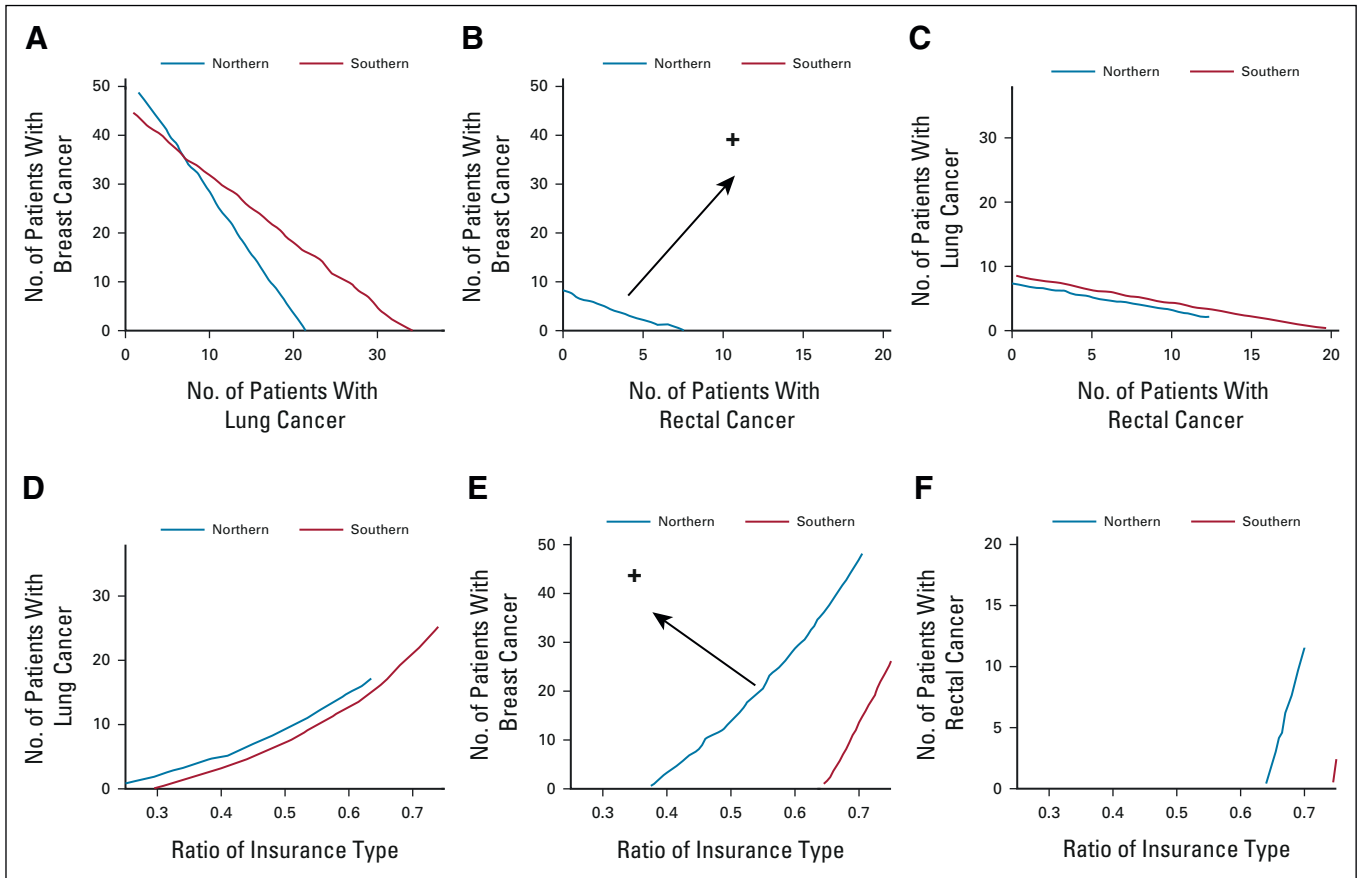 A
Northern Southern
50
40
30
20
10
0
0 10 20 30
No. of Patients With
Breast Cancer
No. of Patients With
Lung Cancer
B
50
40
30
20
10
0
0 5 10 15 20
No. of Patients With
Breast Cancer
No. of Patients With
Rectal Cancer
+
C
Northern Southern
30
20
10
0
0 5 10 15 20
No. of Patients With
Lung Cancer
No. of Patients With
Rectal Cancer
D
Northern Southern
30
20
10
0
0.3 0.4 0.5 0.6 0.7
No. of Patients With
Lung Cancer
Ratio of Insurance Type
E
Northern Southern
50
40
30
20
10
0
0.3 0.4 0.5 0.6 0.7
No. of Patients With
Breast Cancer
Ratio of Insurance Type
+
F
Northern Southern
20
15
10
5
0
0.3 0.4 0.5 0.6 0.7
No. of Patients With
Rectal Cancer
Ratio of Insurance Type
Northern Southern